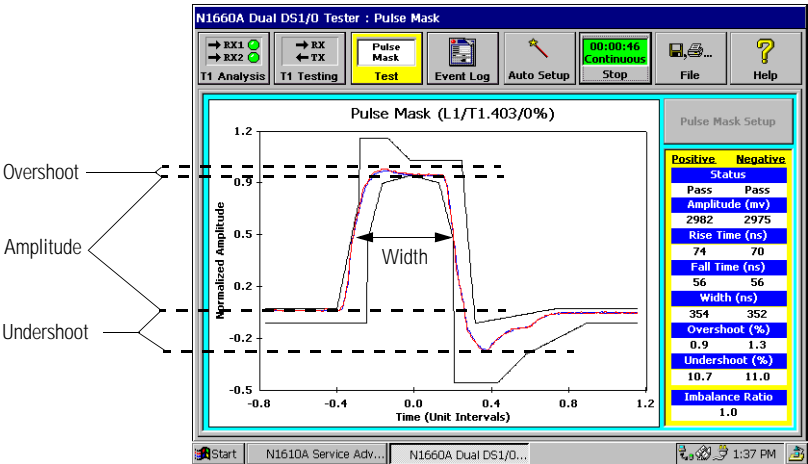 N1660A Dual DS1/0 Tester : Pulse Mask
RX1
RX2
T1 Analysis
RX
TX
T1 Testing
Pulse
Mask
Test
Event Log
Auto Setup
00:00:46
Continuous
Stop
File
Help
Pulse Mask (L1/T1.403/0%)
1.2
0.9
0.5
0.2
-0.2
-0.5
Normalized Amplitude
-0.8 -0.4 0.0 0.4 0.8 1.2
Time (Unit Intervals)
Width
Overshoot
Amplitude
Undershoot
Pulse Mask Setup
Positive Negative
Status
Pass Pass
Amplitude (mv)
2982 2975
Rise Time (ns)
74 70
Fall Time (ns)
56 56
Width (ns)
354 352
Overshoot (%)
0.9 1.3
Undershoot (%)
10.7 11.0
Imbalance Ratio
1.0
Start
N1610A Service Adv...
N1660A Dual DS1/0...
1:37 PM